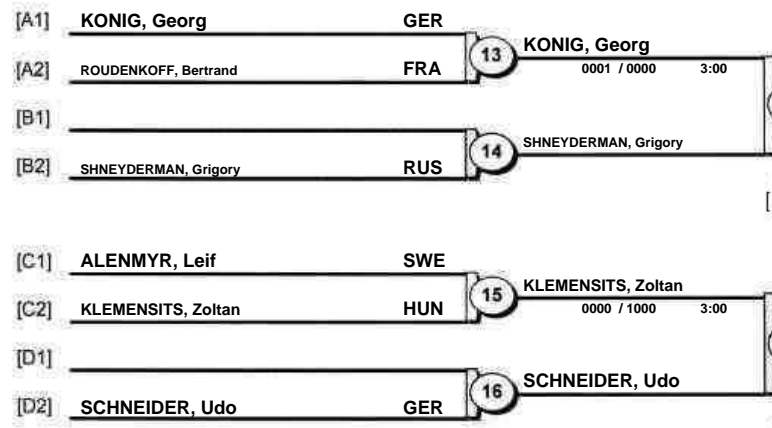 [A1] KONIG, Georg GER
13 KONIG, Georg
[A2] ROUDENKOFF, Bertrand FRA
0001 / 0000 3:00
[B1]
14 SHNEYDERMAN, Grigory
[B2] SHNEYDERMAN, Grigory RUS
[
[C1] ALENMYR, Leif SWE
15 KLEMENSITS, Zoltan
[C2] KLEMENSITS, Zoltan HUN
0000 / 1000 3:00
[D1]
16 SCHNEIDER, Udo
[D2] SCHNEIDER, Udo GER